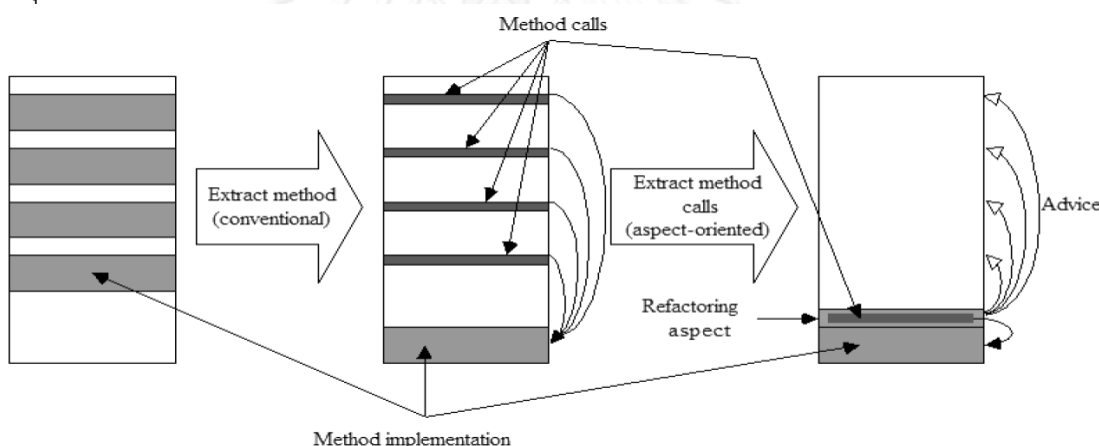 Method calls
Extract method
(conventional)
Extract method
calls
(aspect-oriented)
Advice
Refactoring
aspect
Method implementation